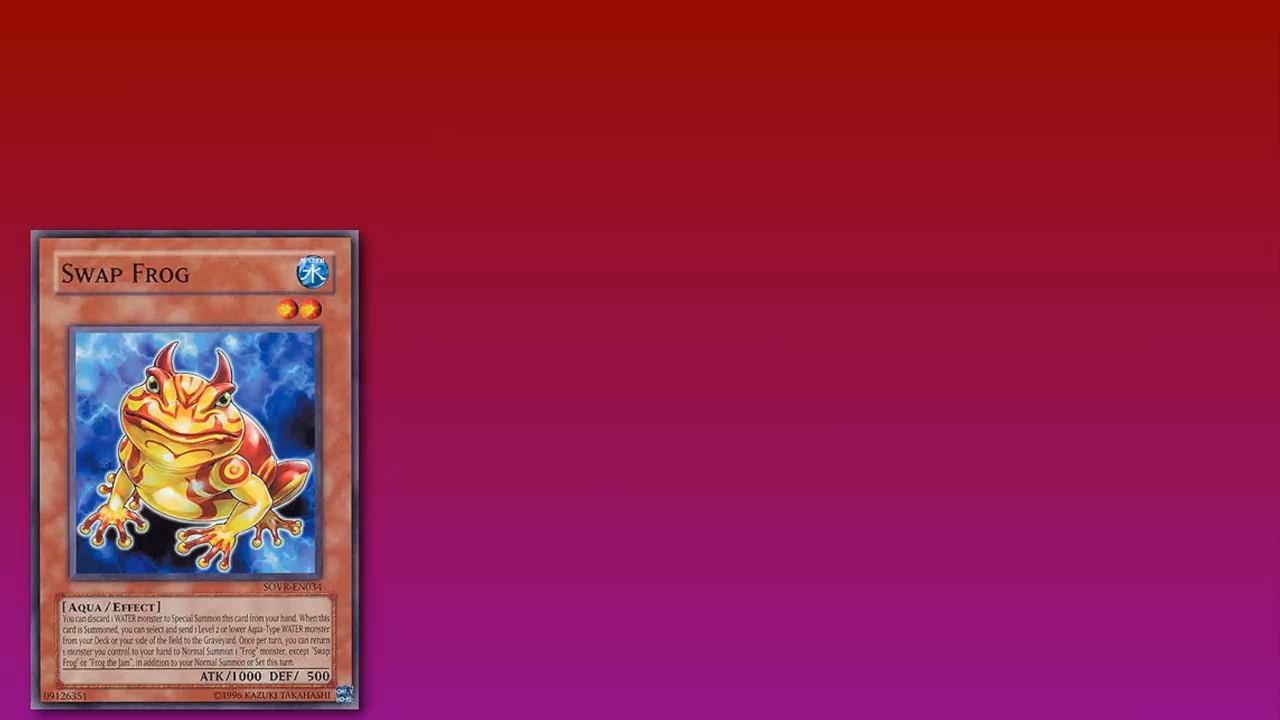 Swap Frog
WATER
水
SOVR-EN034
[Aqua / Effect]
You can discard 1 WATER monster to Special Summon this card from your hand. When this
card is Summoned, you can select and send 1 Level 2 or lower Aqua-Type WATER monster
from your Deck or your side of the field to the Graveyard. Once per turn, you can return
1 monster you control to your hand to Normal Summon 1 "Frog" monster, except "Swap
Frog" or "Frog the Jam", in addition to your Normal Summon or Set this turn.
ATK/1000 DEF/ 500
09126351 ©1996 KAZUKI TAKAHASHI